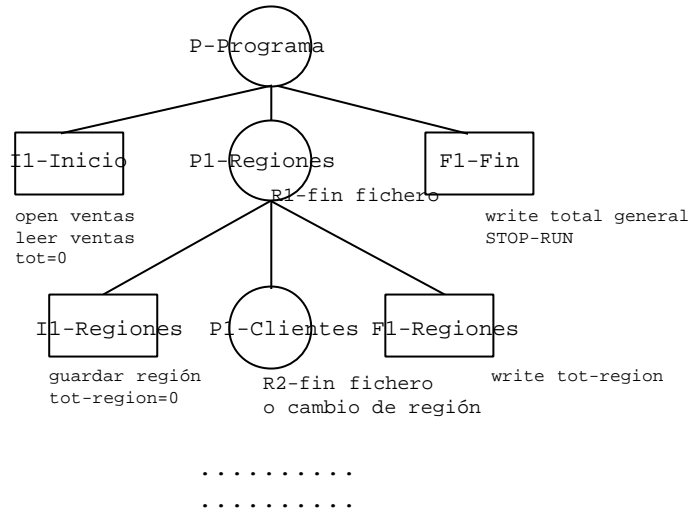 P-Programa
I1-Inicio
P1-Regiones
F1-Fin
R1-fin fichero
open ventas
leer ventas
tot=0
write total general
STOP-RUN
I1-Regiones
P1-Clientes
F1-Regiones
guardar región
tot-region=0
R2-fin fichero
o cambio de región
write tot-region
..........
..........